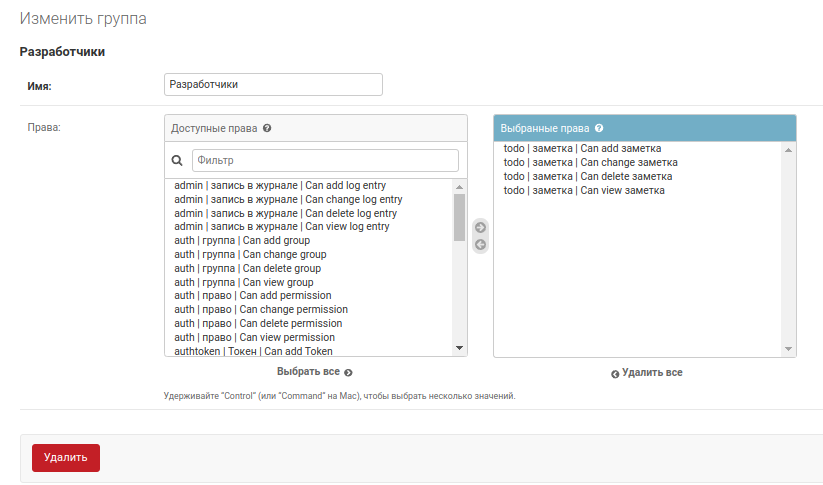 Изменить группа
Разработчики
Имя:
Разработчики
Права:
Доступные права
Фильтр
admin | запись в журнале | Can add log entry
admin | запись в журнале | Can change log entry
admin | запись в журнале | Can delete log entry
admin | запись в журнале | Can view log entry
auth | группа | Can add group
auth | группа | Can change group
auth | группа | Can delete group
auth | группа | Can view group
auth | право | Can add permission
auth | право | Can change permission
auth | право | Can delete permission
auth | право | Can view permission
authtoken | Токен | Can add Token
Выбрать все
Выбранные права
todo | заметка | Can add заметка
todo | заметка | Can change заметка
todo | заметка | Can delete заметка
todo | заметка | Can view заметка
Удалить все
Удерживайте "Control" (или "Command" на Mac), чтобы выбрать несколько значений.
Удалить